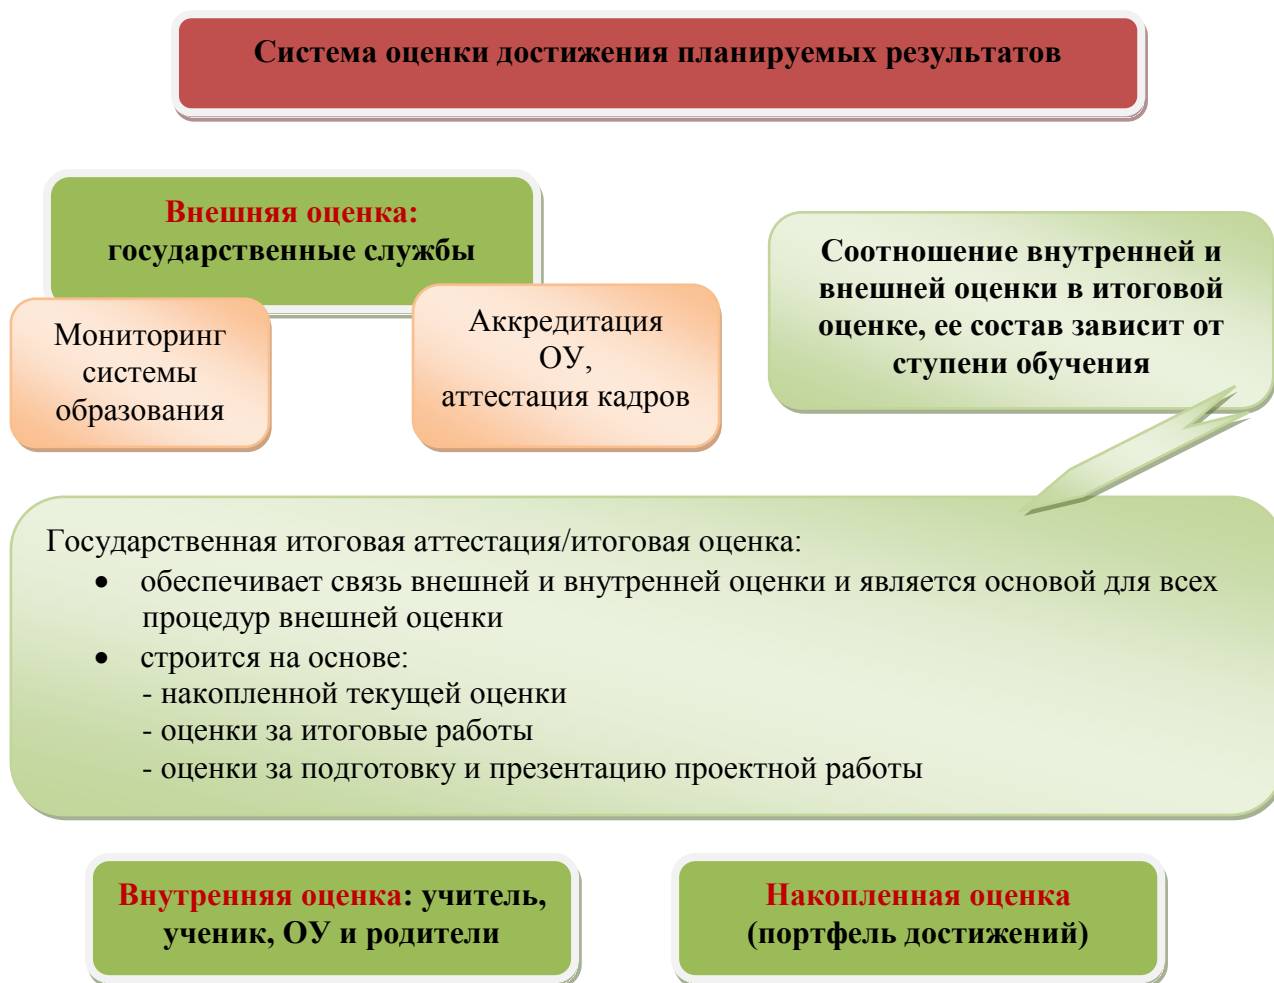 Система оценки достижения планируемых результатов
Внешняя оценка:
государственные службы
Мониторинг
системы
образования
Аккредитация
ОУ,
аттестация кадров
Соотношение внутренней и
внешней оценки в итоговой
оценке, ее состав зависит от
ступени обучения
Государственная итоговая аттестация/итоговая оценка:
• обеспечивает связь внешней и внутренней оценки и является основой для всех
процедур внешней оценки
• строится на основе:
- накопленной текущей оценки
- оценки за итоговые работы
- оценки за подготовку и презентацию проектной работы
Внутренняя оценка: учитель,
ученик, ОУ и родители
Накопленная оценка
(портфель достижений)